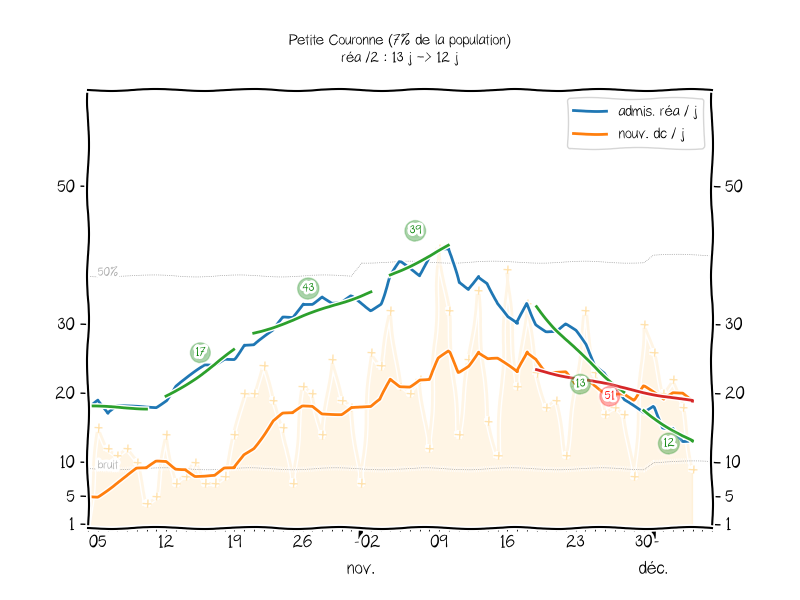 Petite Couronne (7% de la population)
réa /2 : 13 j -> 12 j
admis. réa / j
nouv. dc / j
50 50
39
50%
43
30 30
17
20 20
13
51
12
bruit
10 10
5 5
1 1
05 12 19 26 02 09 16 23 30
nov. déc.